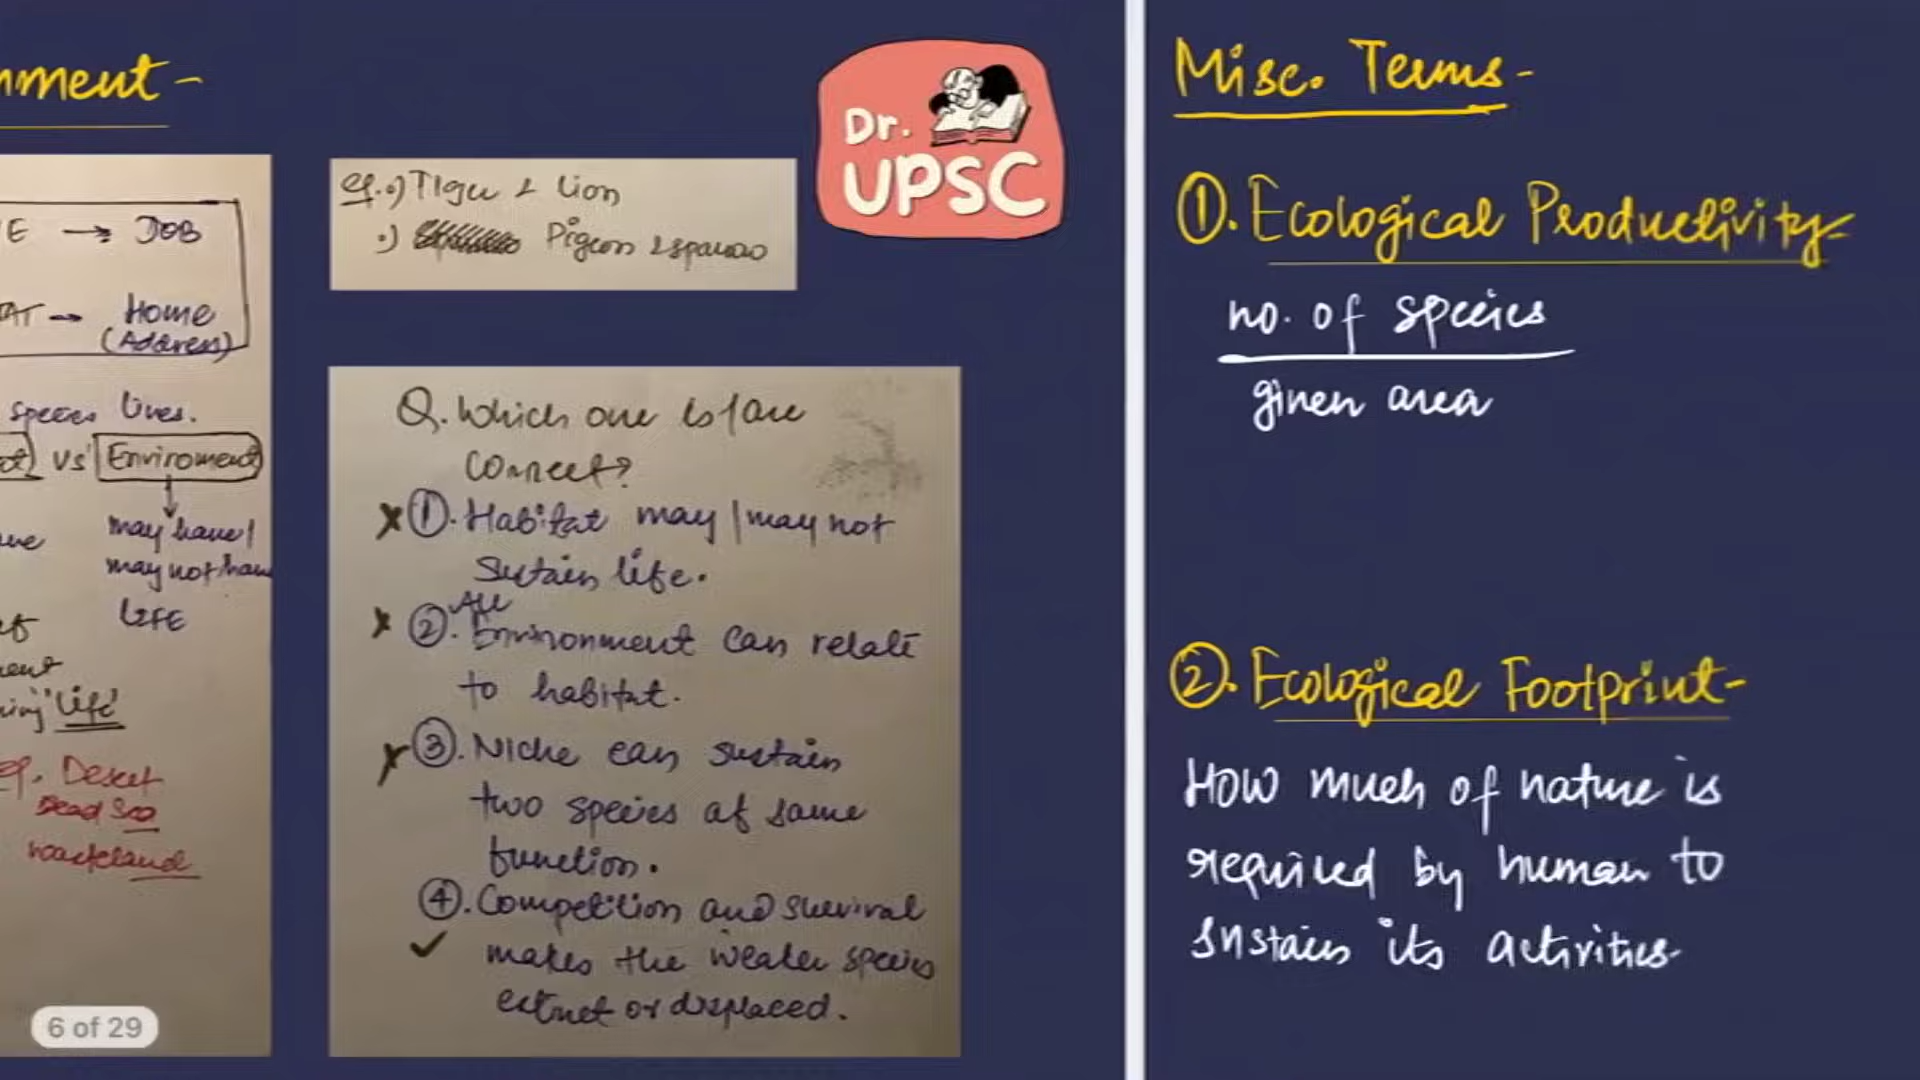 nment-
E → JOB
AT → Home
(Address)
species lives.
vs Enviroment
may have/
may not have
LIFE
ment
'Life'
eg. Desert
Dead Sea
wasteland
6 of 29
eg. •) Tiger & Lion
•) Pigeon & sparrow
Dr.
UPSC
Q. Which one is/are
correct?
X ①. Habitat may/may not
sustain life.
All
X ②. Environment can relate
to habitat.
X ③. Niche can sustain
two species at same
function.
④. Competition and survival
✓ makes the weaker species
extinct or displaced.
Misc. Terms-
①. Ecological Productivity-
no. of species
given area
②. Ecological Footprint-
How much of nature is
required by human to
sustain its activities-